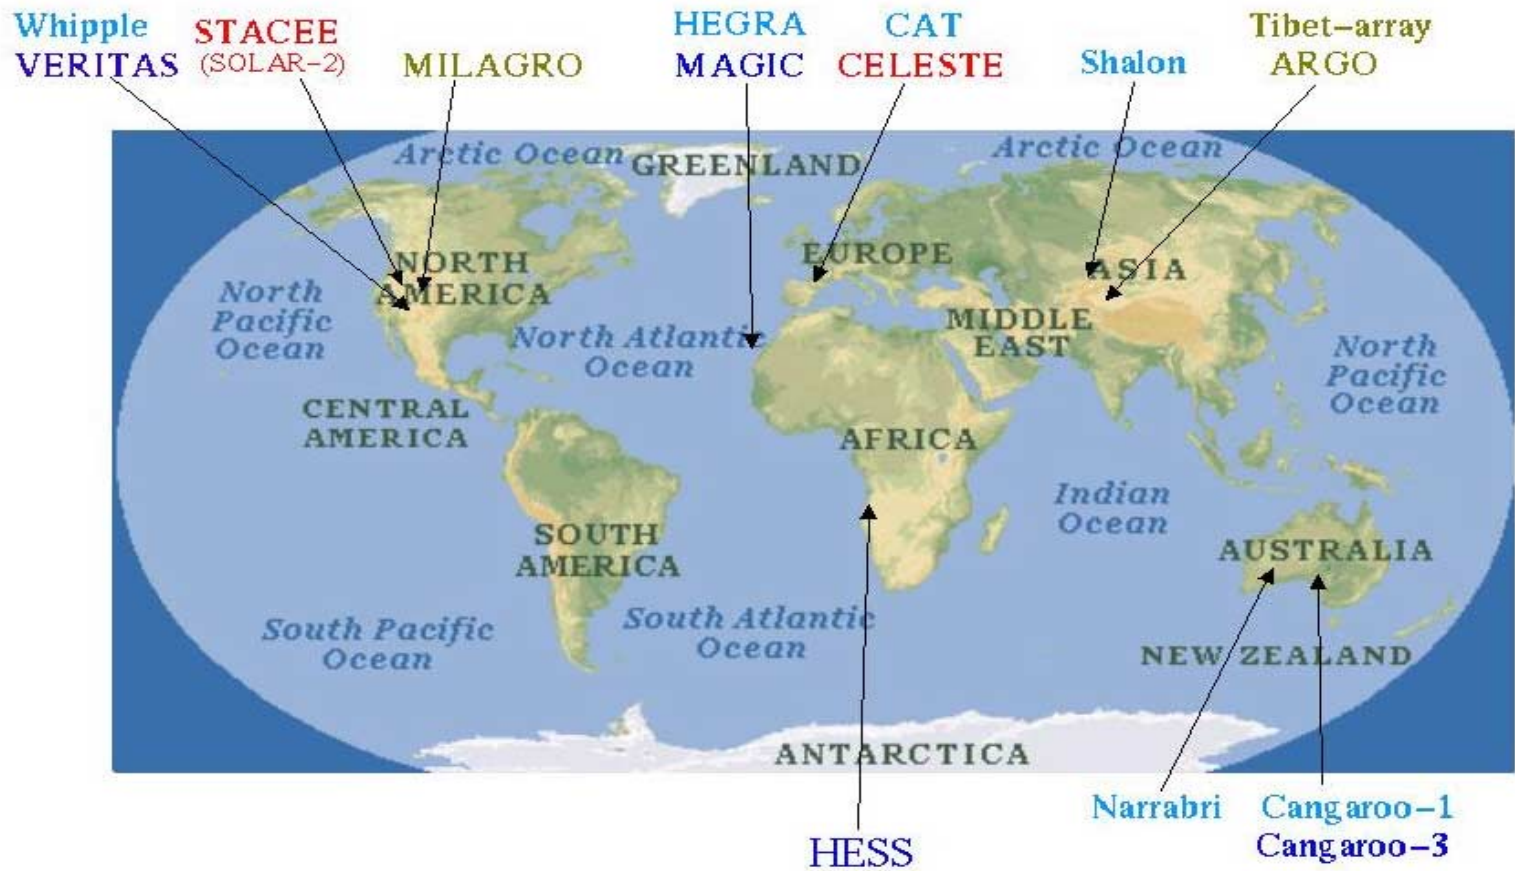 Whipple
VERITAS
STACEE
(SOLAR-2)
MILAGRO
HEGRA
MAGIC
CAT
CELESTE
Shalon
Tibet-array
ARGO
Arctic Ocean
GREENLAND
Arctic Ocean
NORTH
AMERICA
EUROPE
ASIA
North
Pacific
Ocean
North Atlantic
Ocean
MIDDLE
EAST
North
Pacific
Ocean
CENTRAL
AMERICA
AFRICA
Indian
Ocean
SOUTH
AMERICA
AUSTRALIA
South Pacific
Ocean
South Atlantic
Ocean
NEW ZEALAND
ANTARCTICA
HESS
Narrabri
Cangaroo-1
Cangaroo-3